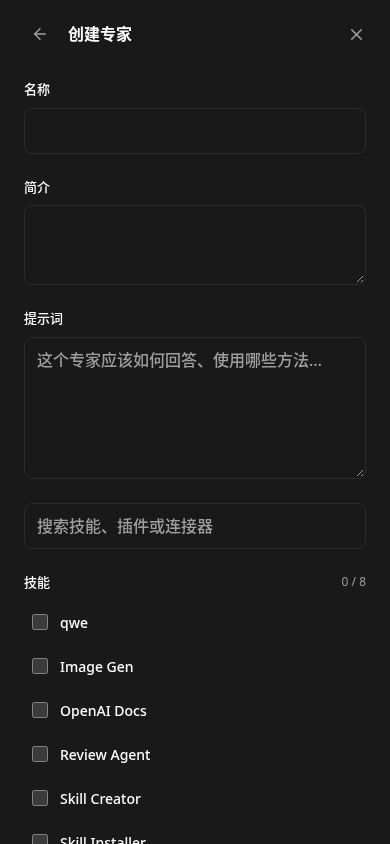 创建专家
名称
简介
提示词
这个专家应该如何回答、使用哪些方法...
搜索技能、插件或连接器
技能
0 / 8
qwe
Image Gen
OpenAI Docs
Review Agent
Skill Creator
Skill Installer